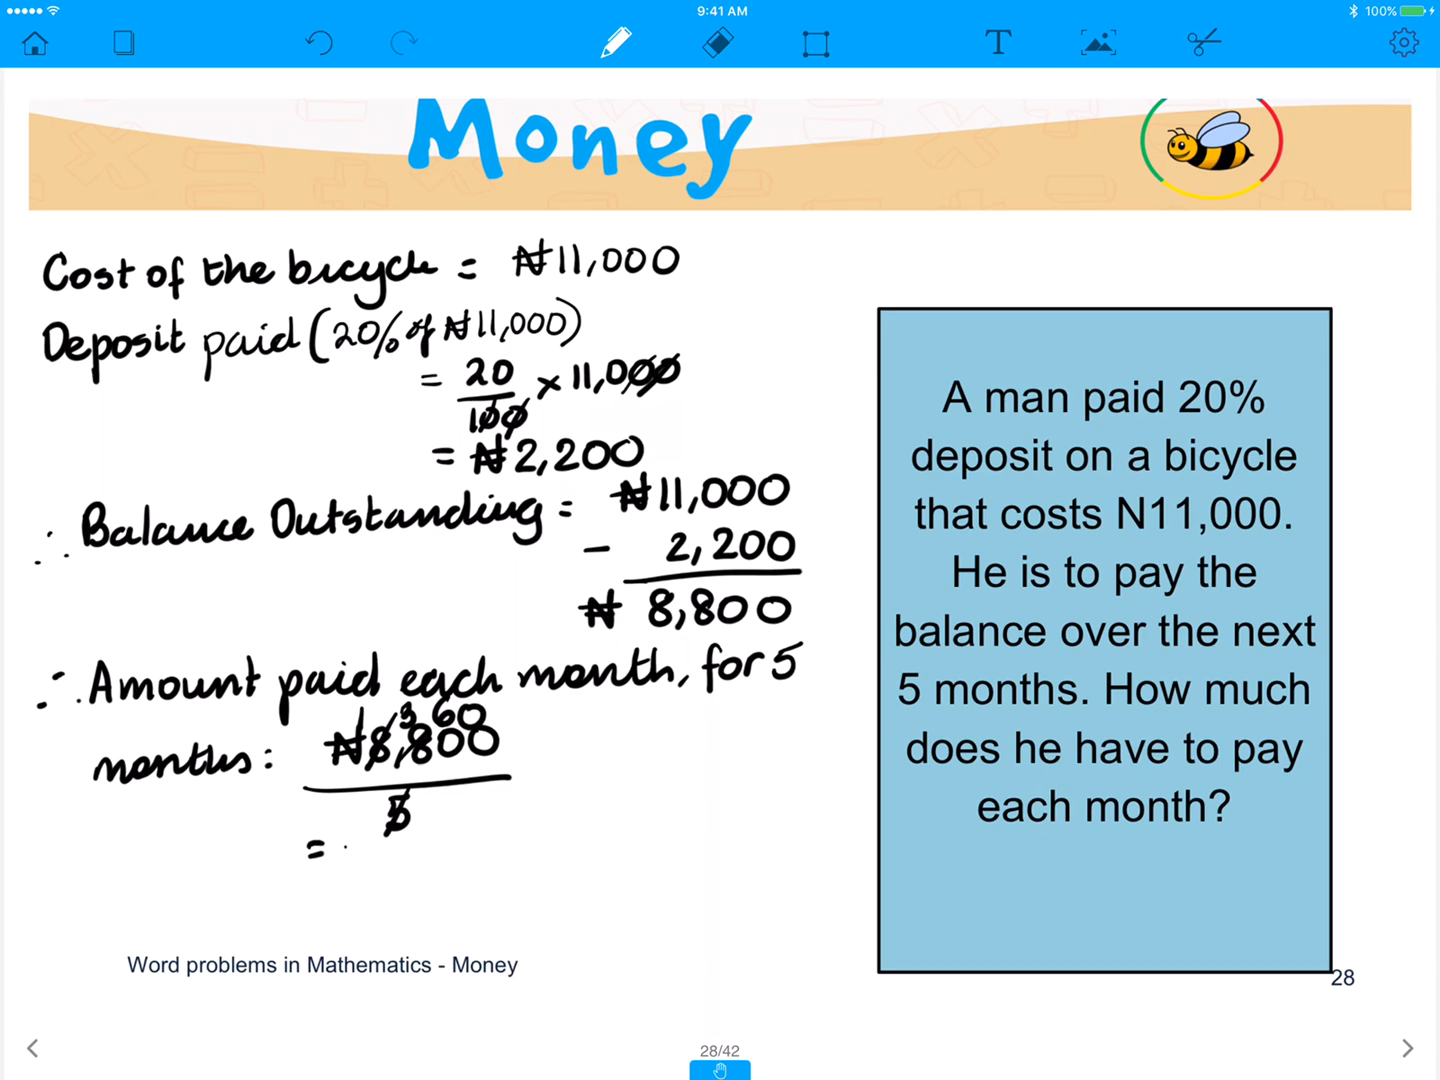 9:41 AM
100%
T
Money
Cost of the bicycle = ₦11,000
Deposit paid (20% of ₦11,000)
= 20/100 × 11,000
= ₦2,200
∴ Balance Outstanding = ₦11,000
- 2,200
₦ 8,800
∴ Amount paid each month, for 5
3 60
months: ₦8,800
5
=
A man paid 20%
deposit on a bicycle
that costs N11,000.
He is to pay the
balance over the next
5 months. How much
does he have to pay
each month?
Word problems in Mathematics - Money
28
28/42